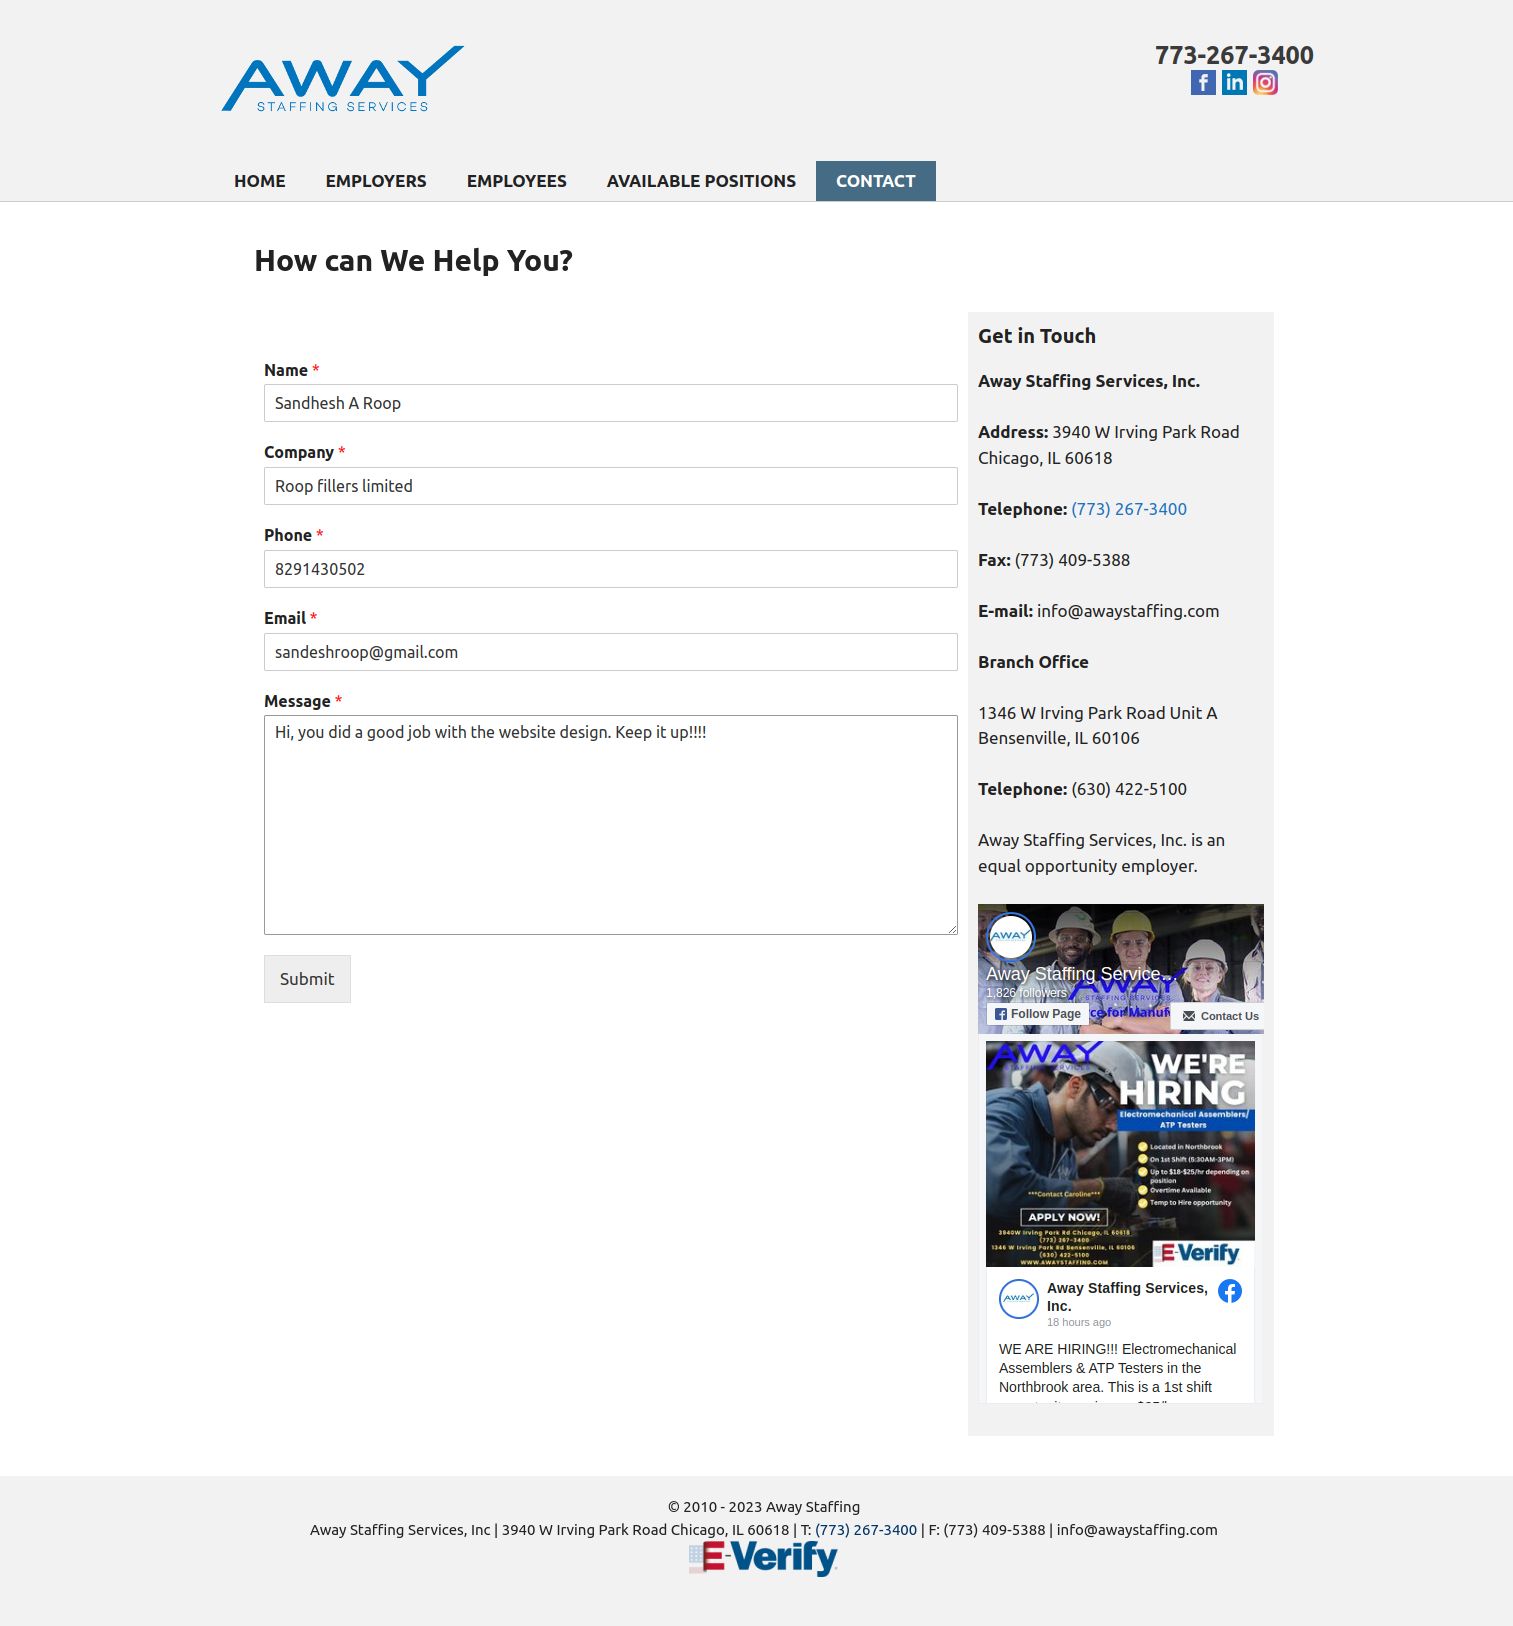 AWAY
STAFFING SERVICES
773-267-3400
HOME EMPLOYERS EMPLOYEES AVAILABLE POSITIONS CONTACT
How can We Help You?
Name *
Sandhesh A Roop
Company *
Roop fillers limited
Phone *
8291430502
Email *
sandeshroop@gmail.com
Message *
Hi, you did a good job with the website design. Keep it up!!!!
Submit
Get in Touch
Away Staffing Services, Inc.
Address: 3940 W Irving Park Road
Chicago, IL 60618
Telephone: (773) 267-3400
Fax: (773) 409-5388
E-mail: info@awaystaffing.com
Branch Office
1346 W Irving Park Road Unit A
Bensenville, IL 60106
Telephone: (630) 422-5100
Away Staffing Services, Inc. is an
equal opportunity employer.
AWAY
Away Staffing Service...
1,826 followers
AWAY
STAFFING SERVICES
Follow Page
Contact Us
AWAY
STAFFING SERVICES
WE'RE
HIRING
Electromechanical Assemblers/
ATP Testers
Located in Northbrook
On 1st Shift (5:30AM-3PM)
Up to $18-$25/hr depending on
position
Overtime Available
Temp to Hire opportunity
***Contact Caroline***
APPLY NOW!
3940W Irving Park Rd Chicago, IL 60618
(773) 267-3400
1346 W Irving Park Rd Bensenville, IL 60106
(630) 422-5100
WWW.AWAYSTAFFING.COM
E-Verify
AWAY
Away Staffing Services,
Inc.
18 hours ago
WE ARE HIRING!!! Electromechanical
Assemblers & ATP Testers in the
Northbrook area. This is a 1st shift
© 2010 - 2023 Away Staffing
Away Staffing Services, Inc | 3940 W Irving Park Road Chicago, IL 60618 | T: (773) 267-3400 | F: (773) 409-5388 | info@awaystaffing.com
E-Verify